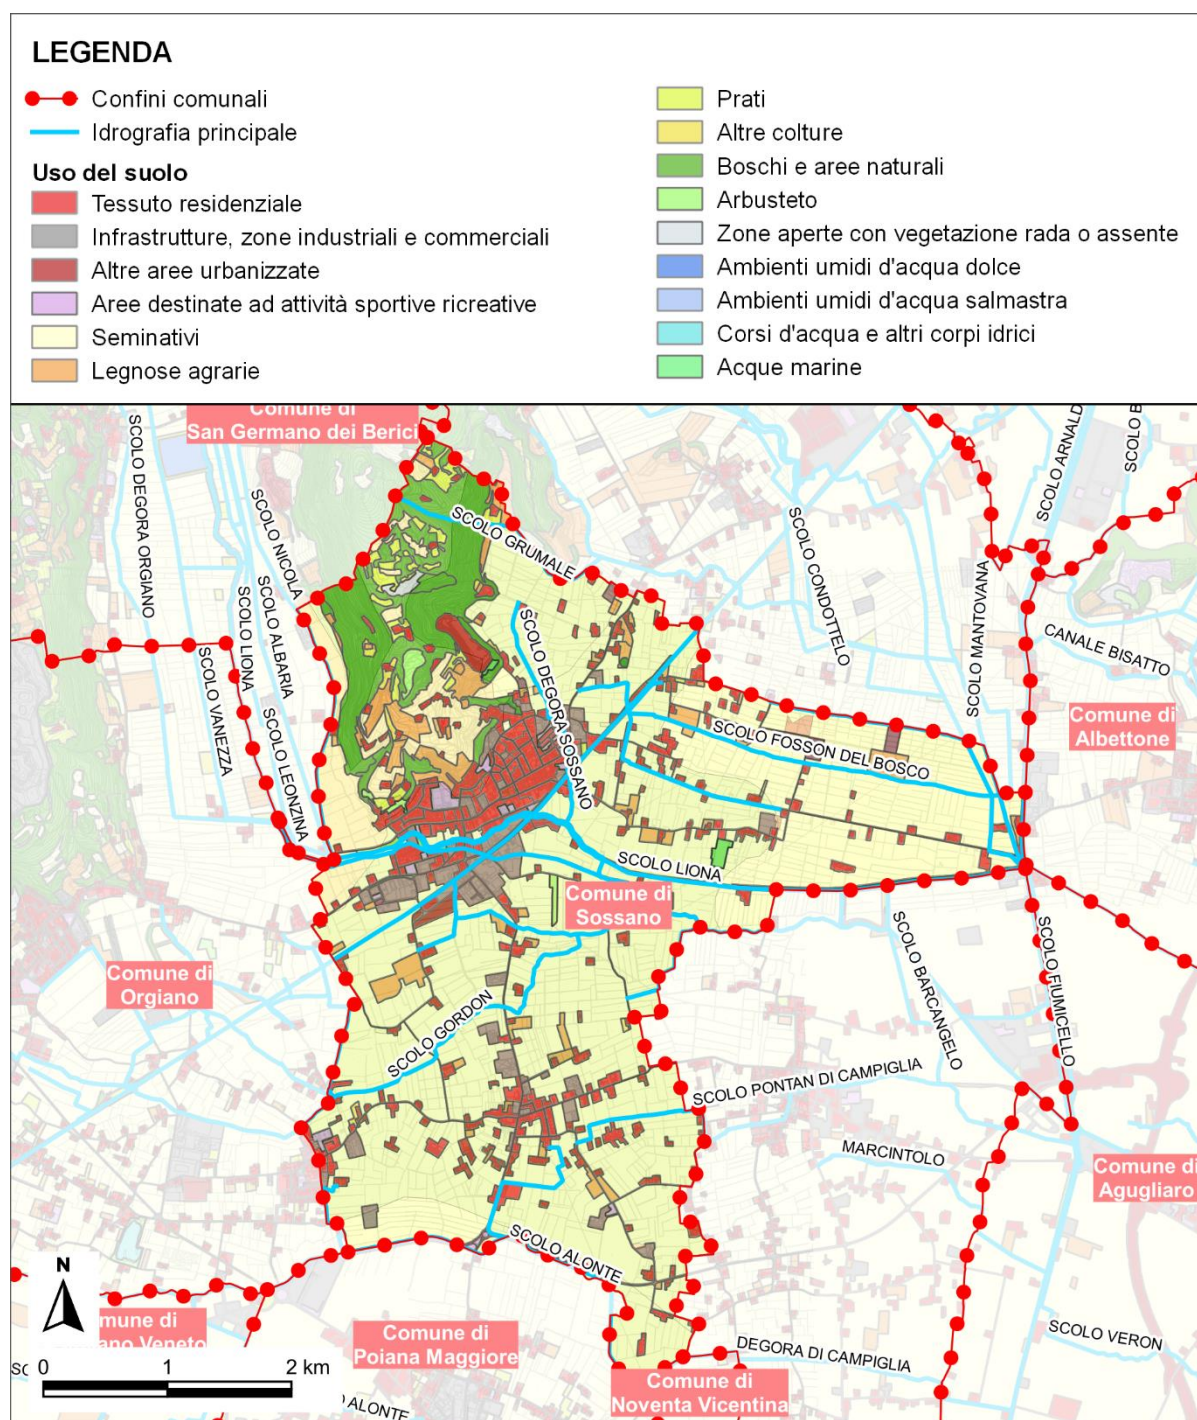 LEGENDA
Confini comunali
Idrografia principale
Uso del suolo
Tessuto residenziale
Infrastrutture, zone industriali e commerciali
Altre aree urbanizzate
Aree destinate ad attività sportive ricreative
Seminativi
Legnose agrarie
Prati
Altre colture
Boschi e aree naturali
Arbusteto
Zone aperte con vegetazione rada o assente
Ambienti umidi d'acqua dolce
Ambienti umidi d'acqua salmastra
Corsi d'acqua e altri corpi idrici
Acque marine
Comune di
San Germano dei Berici
SCOLO DEGORA ORGIANO
SCOLO NICOLA
SCOLO ALBARIA
SCOLO LIONA
SCOLO VANEZZA
SCOLO LEONZINA
SCOLO GRUMALE
SCOLO DEGORA SOSSANO
SCOLO CONDOTTELO
SCOLO MANTOVANA
SCOLO ARNALD
SCOLO B
CANALE BISATTO
Comune di
Albettone
SCOLO FOSSON DEL BOSCO
SCOLO LIONA
Comune di
Sossano
Comune di
Orgiano
SCOLO GORDON
SCOLO BARCANGELO
SCOLO FIUMICELLO
SCOLO PONTAN DI CAMPIGLIA
MARCINTOLO
Comune di
Agugliaro
SCOLO ALONTE
N
mune di
ano Veneto
Comune di
Poiana Maggiore
DEGORA DI CAMPIGLIA
SCOLO VERON
Comune di
Noventa Vicentina
0 1 2 km
SC
O ALONTE